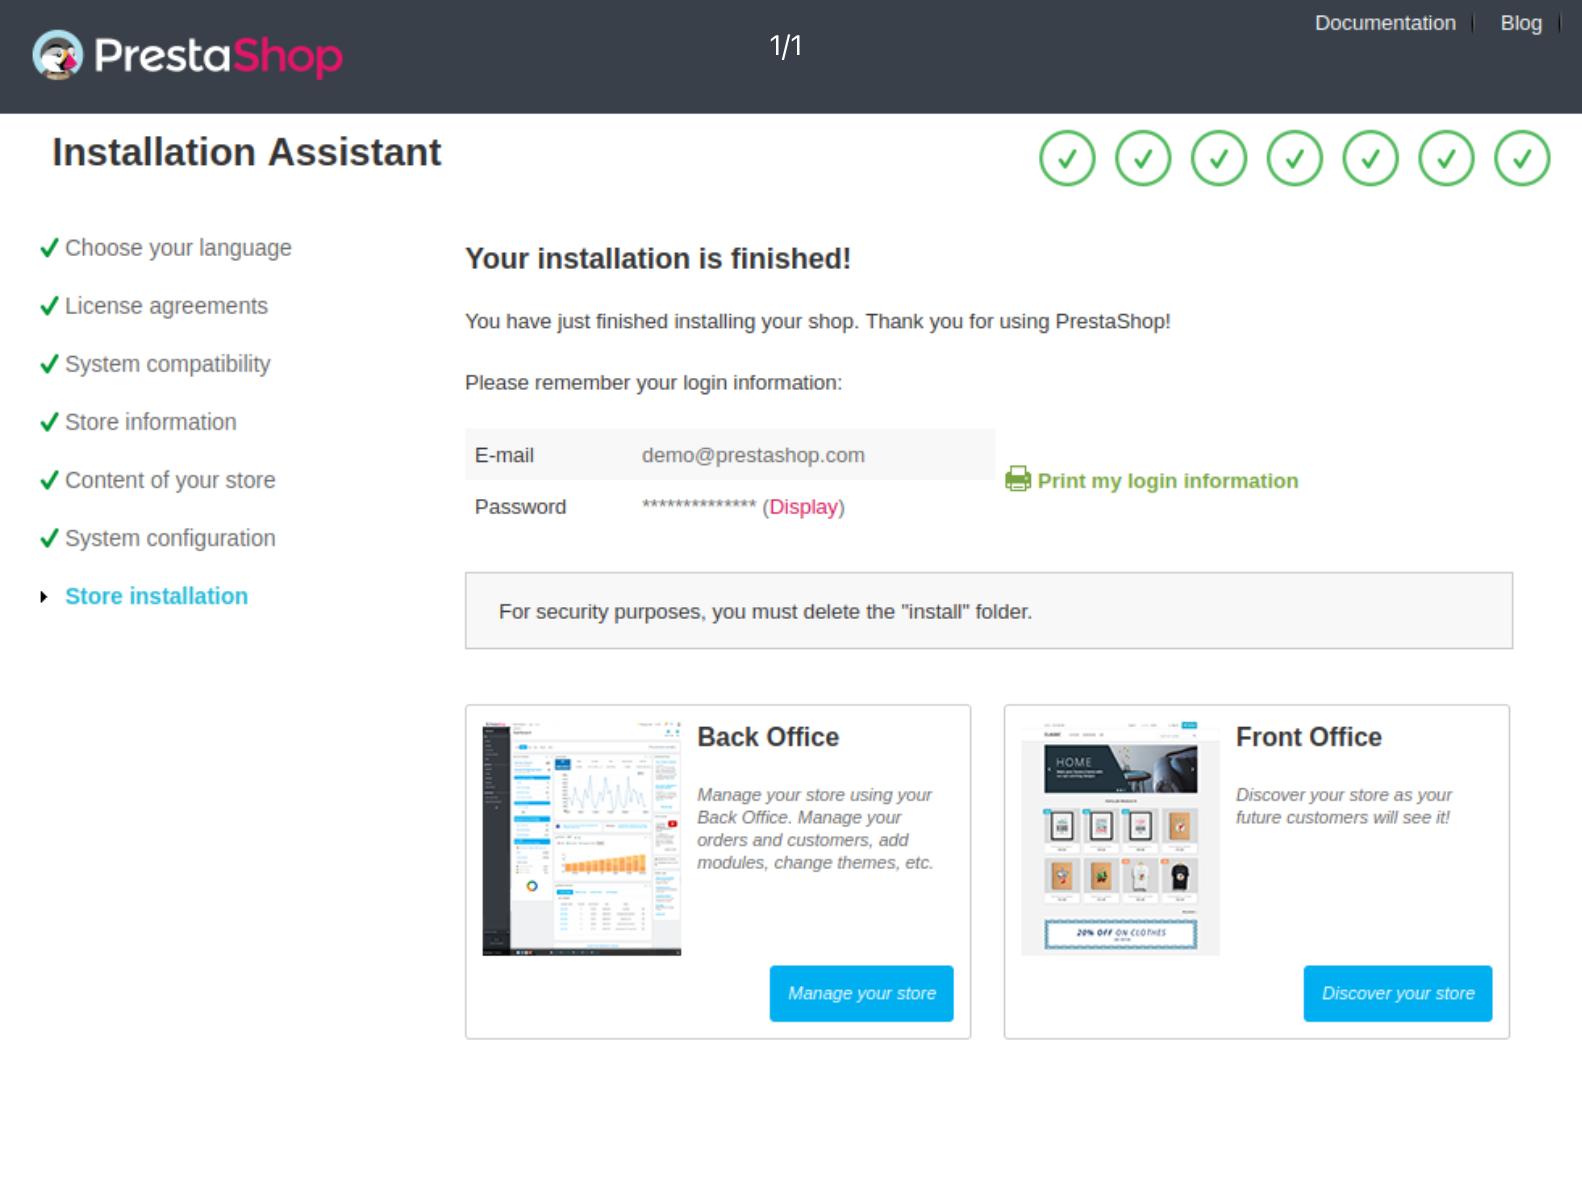 PrestaShop
1/1
Documentation
Blog
Installation Assistant
Choose your language
License agreements
System compatibility
Store information
Content of your store
System configuration
Store installation
Your installation is finished!
You have just finished installing your shop. Thank you for using PrestaShop!
Please remember your login information:
E-mail demo@prestashop.com
Password ************** (Display)
Print my login information
For security purposes, you must delete the "install" folder.
Back Office
Manage your store using your
Back Office. Manage your
orders and customers, add
modules, change themes, etc.
Manage your store
HOME
20% OFF ON CLOTHES
Front Office
Discover your store as your
future customers will see it!
Discover your store